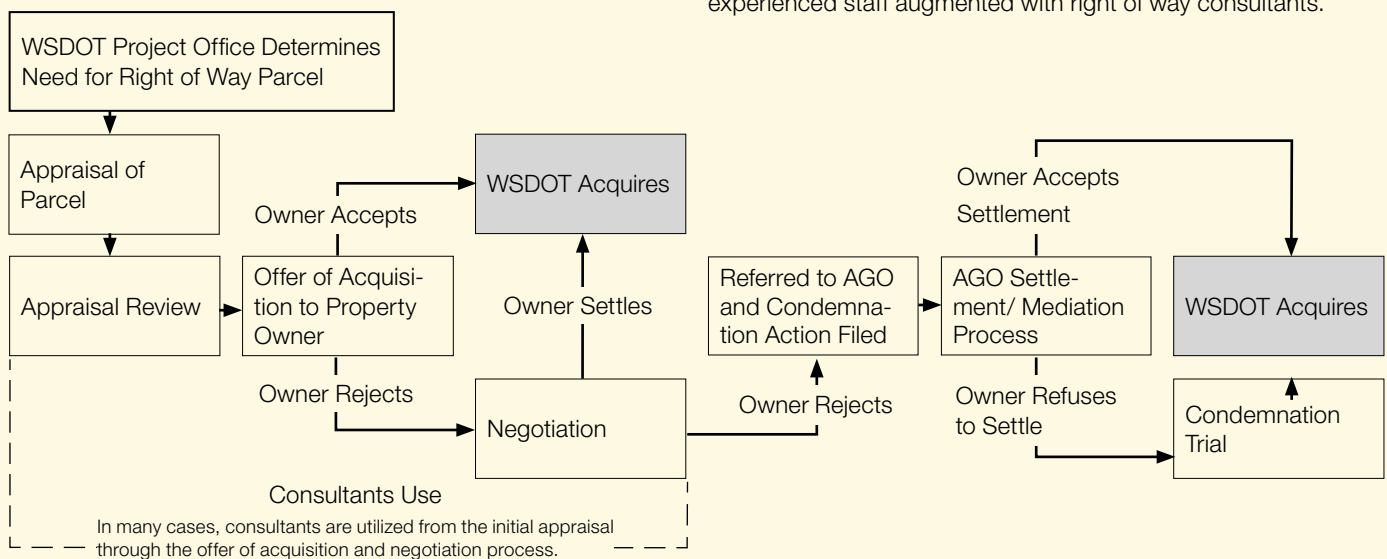 experienced staff augmented with right of way consultants.
WSDOT Project Office Determines
Need for Right of Way Parcel
Appraisal of
Parcel
Appraisal Review
Offer of Acquisi-
tion to Property
Owner
Owner Accepts
WSDOT Acquires
Owner Settles
Owner Rejects
Negotiation
Owner Rejects
Referred to AGO
and Condemna-
tion Action Filed
AGO Settle-
ment/ Mediation
Process
Owner Accepts
Settlement
WSDOT Acquires
Owner Refuses
to Settle
Condemnation
Trial
Consultants Use
In many cases, consultants are utilized from the initial appraisal
through the offer of acquisition and negotiation process.